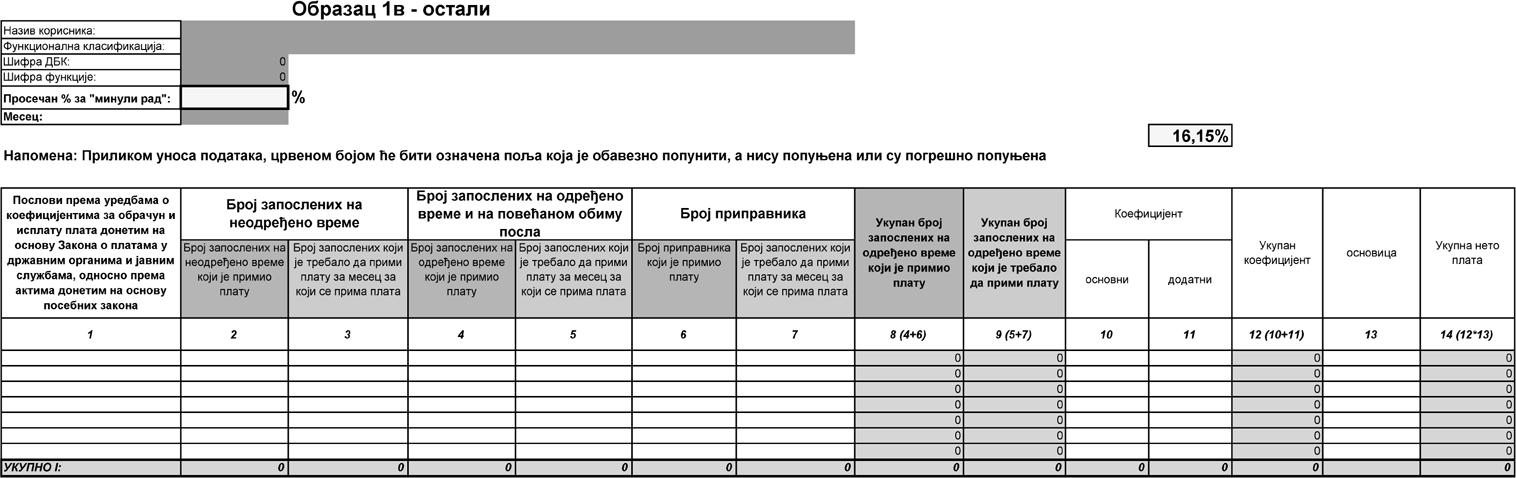 Образац 1в - остали
Назив корисника:
Функционална класификација:
Шифра ДБК: 0
Шифра функције: 0
Просечан % за "минули рад": %
Месец:
16,15%
Напомена: Приликом уноса података, црвеном бојом ће бити означена поља која је обавезно попунити, а нису попуњена или су погрешно попуњена
Послови према уредбама о
коефицијентима за обрачун и
исплату плата донетим на
основу Закона о платама у
државним органима и јавним
службама, односно према
актима донетим на основу
посебних закона
Број запослених на
неодређено време
Број запослених на одређено
време и на повећаном обиму
посла
Број приправника
Број запослених на
неодређено време
који је примио
плату
Број запослених који
је требало да прими
плату за месец за
који се прима плата
Број запослених на
одређено време
који је примио
плату
Број запослених који
је требало да прими
плату за месец за
који се прима плата
Број приправника
који је примио
плату
Број запослених који
је требало да прими
плату за месец за
који се прима плата
Укупан број
запослених на
одређено време
који је примио
плату
Укупан број
запослених на
одређено време
који је требало
да прими плату
Коефицијент
основни
додатни
Укупан
коефицијент
основица
Укупна нето
плата
1 2 3 4 5 6 7 8 (4+6) 9 (5+7) 10 11 12 (10+11) 13 14 (12*13)
0 0 0 0
0 0 0 0
0 0 0 0
0 0 0 0
0 0 0 0
0 0 0 0
0 0 0 0
УКУПНО I: 0 0 0 0 0 0 0 0 0 0 0 0